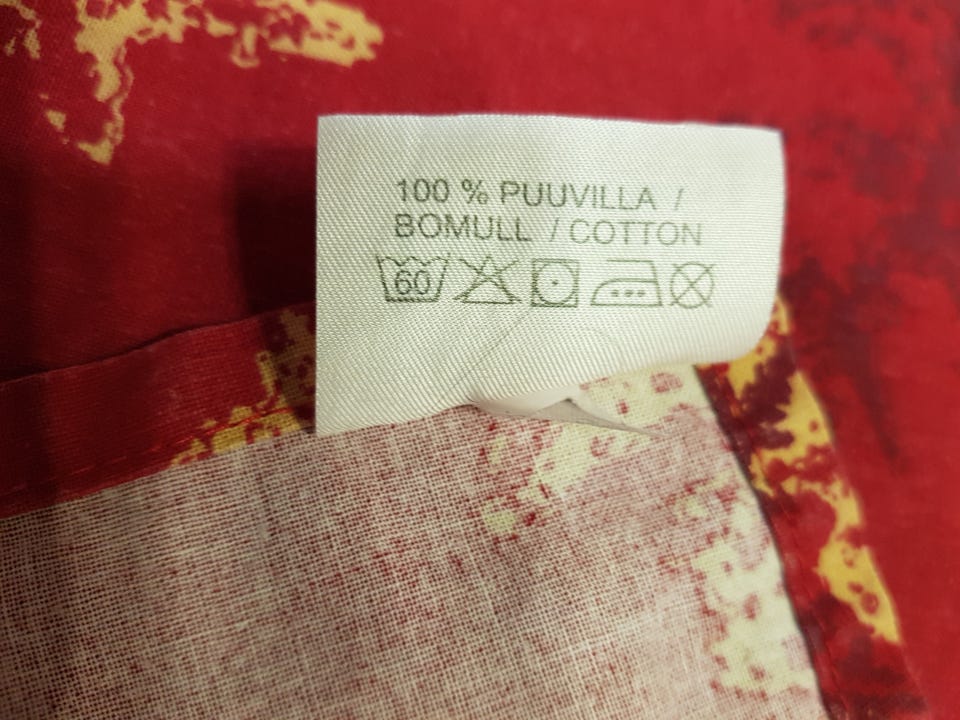 100 % PUUVILLA /
BOMULL / COTTON
60